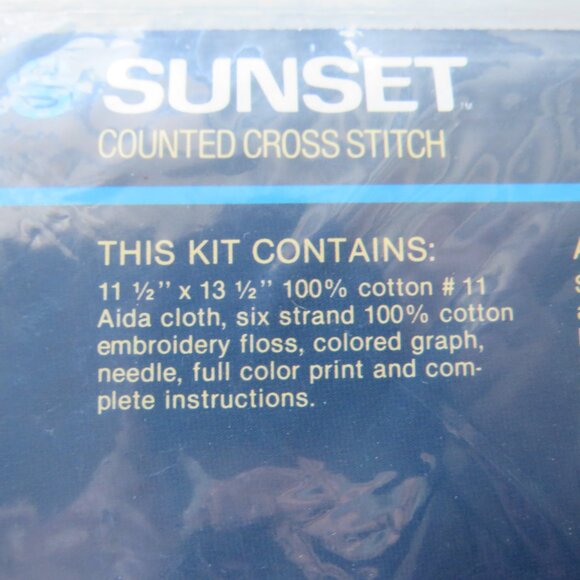 SUNSET™
COUNTED CROSS STITCH
THIS KIT CONTAINS:
11 ½" x 13 ½" 100% cotton # 11
Aida cloth, six strand 100% cotton
embroidery floss, colored graph,
needle, full color print and com-
plete instructions.